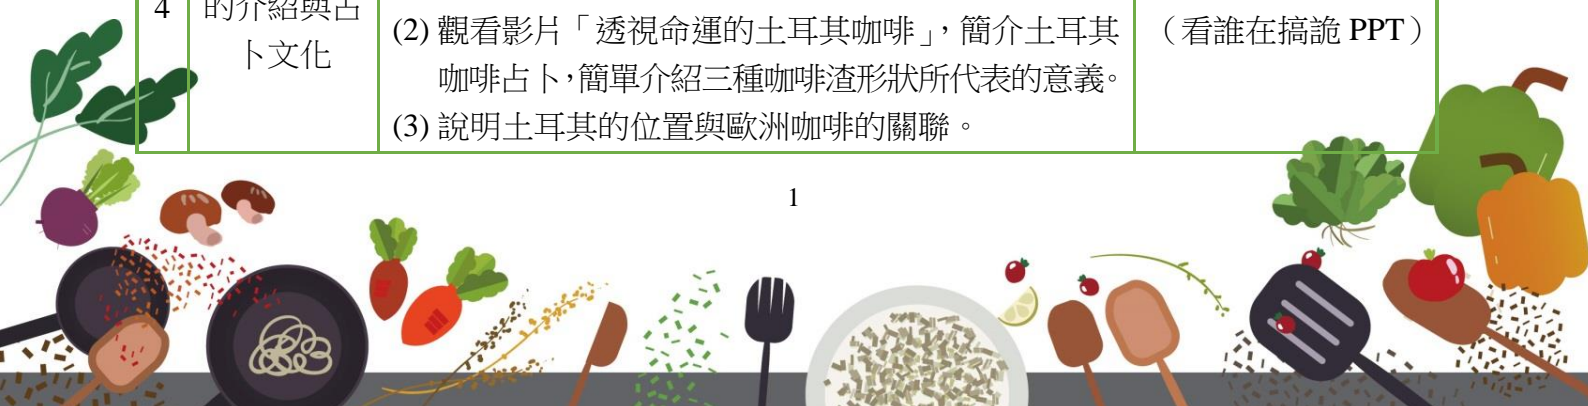 4
的介紹與占
卜文化
(2) 觀看影片「透視命運的土耳其咖啡」，簡介土耳其
咖啡占卜，簡單介紹三種咖啡渣形狀所代表的意義。
(3) 說明土耳其的位置與歐洲咖啡的關聯。
（看誰在搞詭 PPT）
1